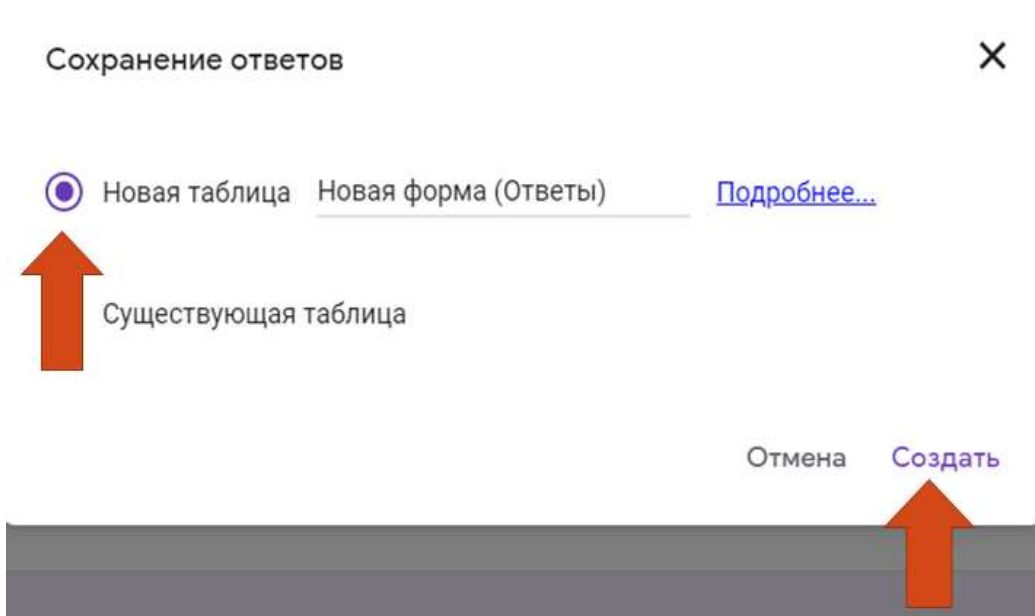 Сохранение ответов
Новая таблица Новая форма (Ответы) Подробнее...
Существующая таблица
Отмена Создать